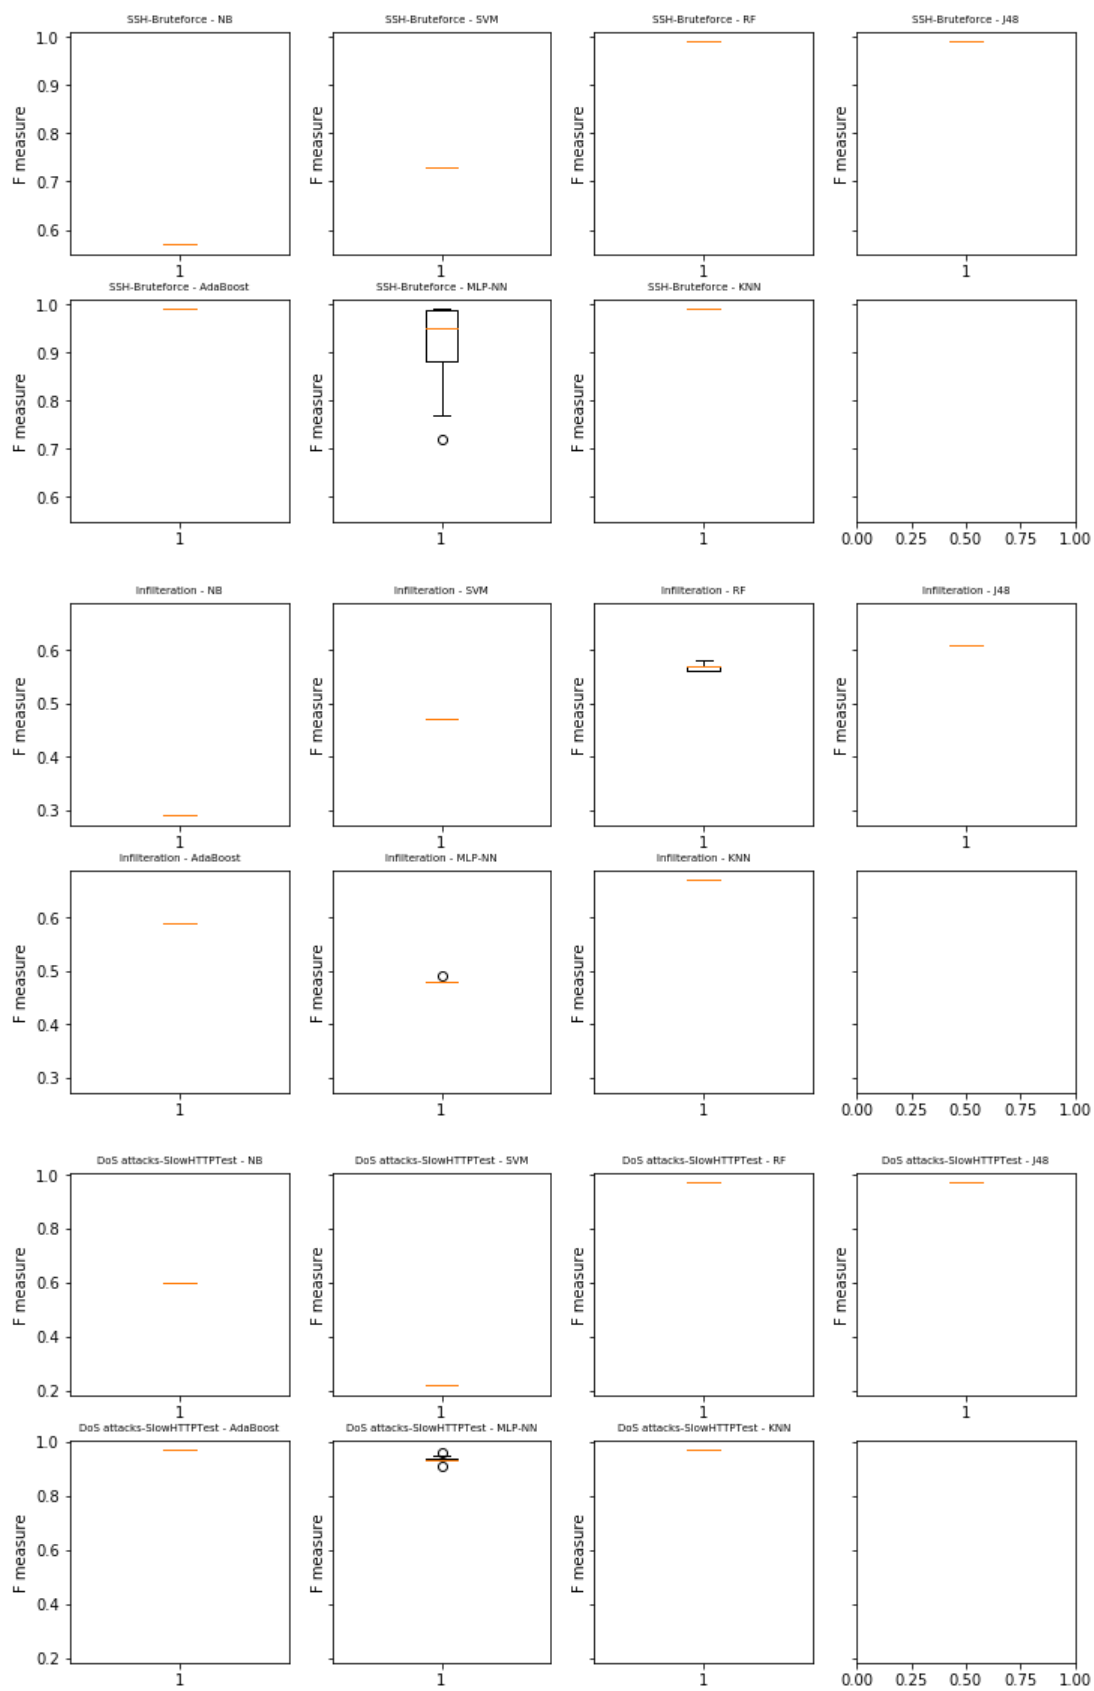 SSH-Bruteforce - NB SSH-Bruteforce - SVM SSH-Bruteforce - RF SSH-Bruteforce - J48
1.0
0.9
0.8
0.7
0.6
F measure F measure F measure F measure
1 1 1 1
SSH-Bruteforce - AdaBoost SSH-Bruteforce - MLP-NN SSH-Bruteforce - KNN
1.0
0.9
0.8
0.7
0.6
F measure F measure F measure
1 1 1 0.00 0.25 0.50 0.75 1.00
Infilteration - NB Infilteration - SVM Infilteration - RF Infilteration - J48
0.6
0.5
0.4
0.3
F measure F measure F measure F measure
1 1 1 1
Infilteration - AdaBoost Infilteration - MLP-NN Infilteration - KNN
0.6
0.5
0.4
0.3
F measure F measure F measure
1 1 1 0.00 0.25 0.50 0.75 1.00
DoS attacks-SlowHTTPTest - NB DoS attacks-SlowHTTPTest - SVM DoS attacks-SlowHTTPTest - RF DoS attacks-SlowHTTPTest - J48
1.0
0.8
0.6
0.4
0.2
F measure F measure F measure F measure
1 1 1 1
DoS attacks-SlowHTTPTest - AdaBoost DoS attacks-SlowHTTPTest - MLP-NN DoS attacks-SlowHTTPTest - KNN
1.0
0.8
0.6
0.4
0.2
F measure F measure F measure
1 1 1 0.00 0.25 0.50 0.75 1.00